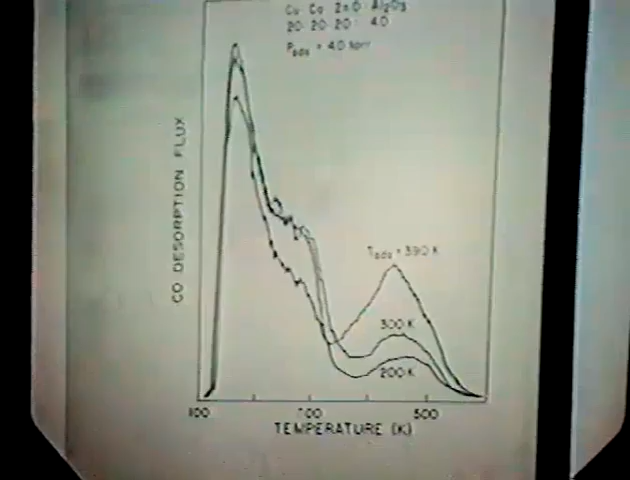 Cu Co ZnO Al2O3
20 20 20 40
Pads = 40 torr
CO DESORPTION FLUX
Tads = 390 K
300 K
200 K
100 300 500
TEMPERATURE (K)